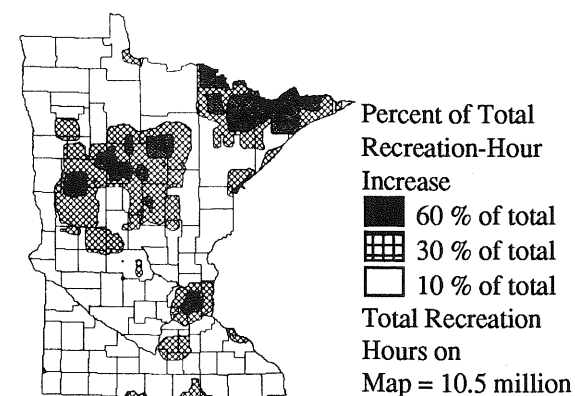 Percent of Total
Recreation-Hour
Increase
60 % of total
30 % of total
10 % of total
Total Recreation
Hours on
Map = 10.5 million